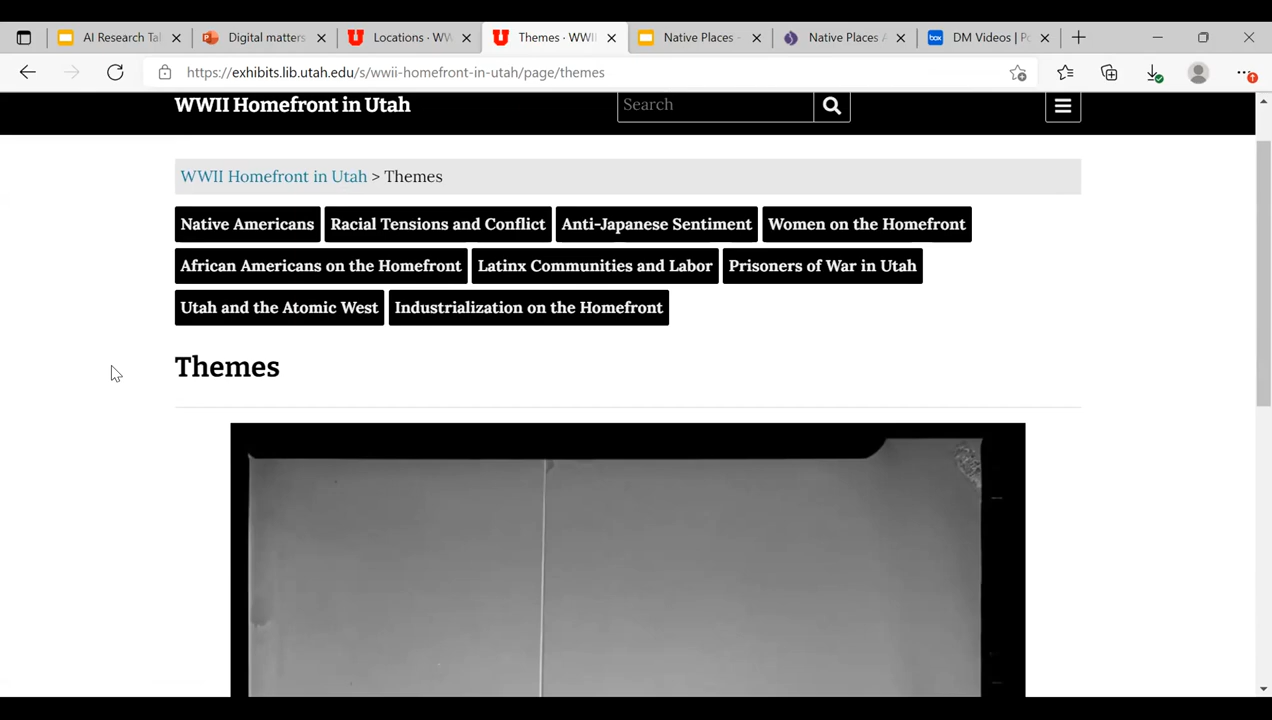 AI Research Tal
Digital matters
Locations · WW
Themes · WWI
Native Places -
Native Places A
DM Videos | Po
https://exhibits.lib.utah.edu/s/wwii-homefront-in-utah/page/themes
WWII Homefront in Utah
Search
WWII Homefront in Utah > Themes
Native Americans Racial Tensions and Conflict Anti-Japanese Sentiment Women on the Homefront
African Americans on the Homefront Latinx Communities and Labor Prisoners of War in Utah
Utah and the Atomic West Industrialization on the Homefront
Themes